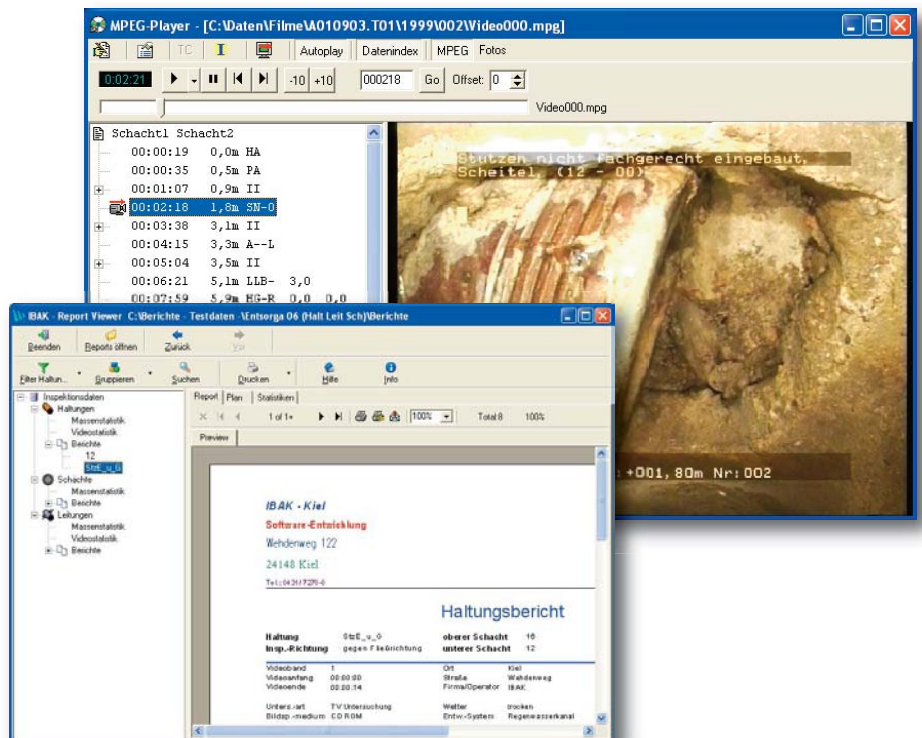 MPEG-Player - [C:\Daten\Filme\A010903.T01\1999\002\Video000.mpg]
TC I Autoplay Datenindex MPEG Fotos
0:02:21 -10 +10 000218 Go Offset: 0
Video000.mpg
Schacht1 Schacht2
00:00:19 0,0m HA
00:00:35 0,5m PA
00:01:07 0,9m II
00:02:18 1,8m SN-O
00:03:38 3,1m II
00:04:15 3,3m A--L
00:05:04 3,5m II
00:06:21 5,1m LLB- 3,0
00:07:59 5,9m HG-R 0,0 0,0
Stutzen nicht fachgerecht eingebaut,
Scheitel, (12 - 00)
:+001,80m Nr:002
IBAK - Report Viewer C:\Berichte - Testdaten -\Entsorga 06 (Halt Leit Sch)\Berichte
Beenden Reports öffnen Zurück Vor
Filter Haltun... Gruppieren Suchen Drucken Hilfe Info
Inspektionsdaten
Haltungen
Massenstatistik
Videostatistik
Berichte
12
StzE_u_G
Schächte
Massenstatistik
Berichte
Leitungen
Massenstatistik
Videostatistik
Berichte
Report Plan Statistiken
1 of 1+ 100% Total:8 100%
Preview
IBAK - Kiel
Software-Entwicklung
Wehdenweg 122
24148 Kiel
Tel.:0431/7270-0
Haltungsbericht
Haltung StzE_u_G oberer Schacht 16
Insp.-Richtung gegen Fließrichtung unterer Schacht 12
Videoband 1 Ort Kiel
Videoanfang 00:00:00 Straße Wehdenweg
Videoende 00:00:14 Firma/Operator IBAK
Unters.-art TV Untersuchung Wetter trocken
Bildsp.-medium CD ROM Entw.-System Regenwasserkanal